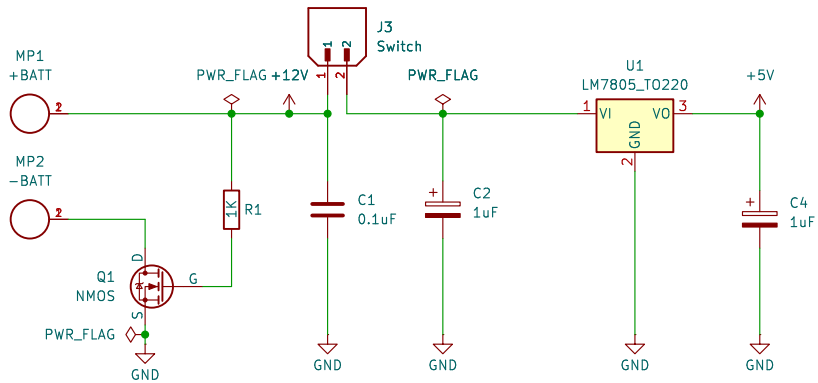 J3
Switch
1
2
1
2
MP1
+BATT
2
PWR_FLAG
+12V
PWR_FLAG
U1
LM7805_TO220
1
VI
VO
3
GND
2
+5V
MP2
-BATT
2
1K
R1
C1
0.1uF
+
C2
1uF
+
C4
1uF
Q1
NMOS
D
G
S
PWR_FLAG
GND
GND
GND
GND
GND